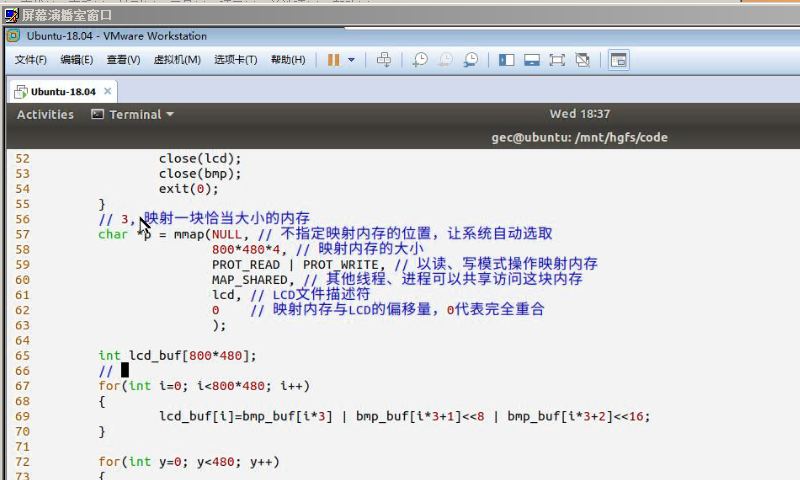 屏幕演播室窗口
Ubuntu-18.04 - VMware Workstation
文件(F) 编辑(E) 查看(V) 虚拟机(M) 选项卡(T) 帮助(H)
Ubuntu-18.04 ×
Activities Terminal Wed 18:37
gec@ubuntu: /mnt/hgfs/code
52 close(lcd);
53 close(bmp);
54 exit(0);
55 }
56 // 3, 映射一块恰当大小的内存
57 char *p = mmap(NULL, // 不指定映射内存的位置，让系统自动选取
58 800*480*4, // 映射内存的大小
59 PROT_READ | PROT_WRITE, // 以读、写模式操作映射内存
60 MAP_SHARED, // 其他线程、进程可以共享访问这块内存
61 lcd, // LCD文件描述符
62 0 // 映射内存与LCD的偏移量，0代表完全重合
63 );
64
65 int lcd_buf[800*480];
66 //
67 for(int i=0; i<800*480; i++)
68 {
69 lcd_buf[i]=bmp_buf[i*3] | bmp_buf[i*3+1]<<8 | bmp_buf[i*3+2]<<16;
70 }
71
72 for(int y=0; y<480; y++)
73 {